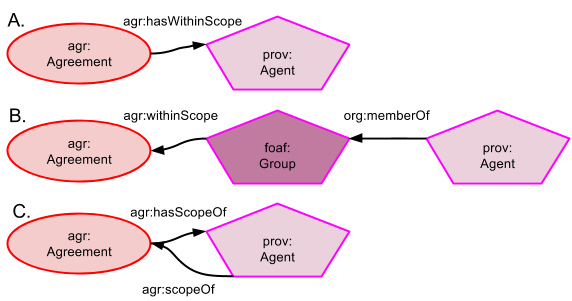 A.
agr:hasWithinScope
agr:
Agreement
prov:
Agent
B.
agr:withinScope
org:memberOf
agr:
Agreement
foaf:
Group
prov:
Agent
C.
agr:hasScopeOf
agr:
Agreement
prov:
Agent
agr:scopeOf